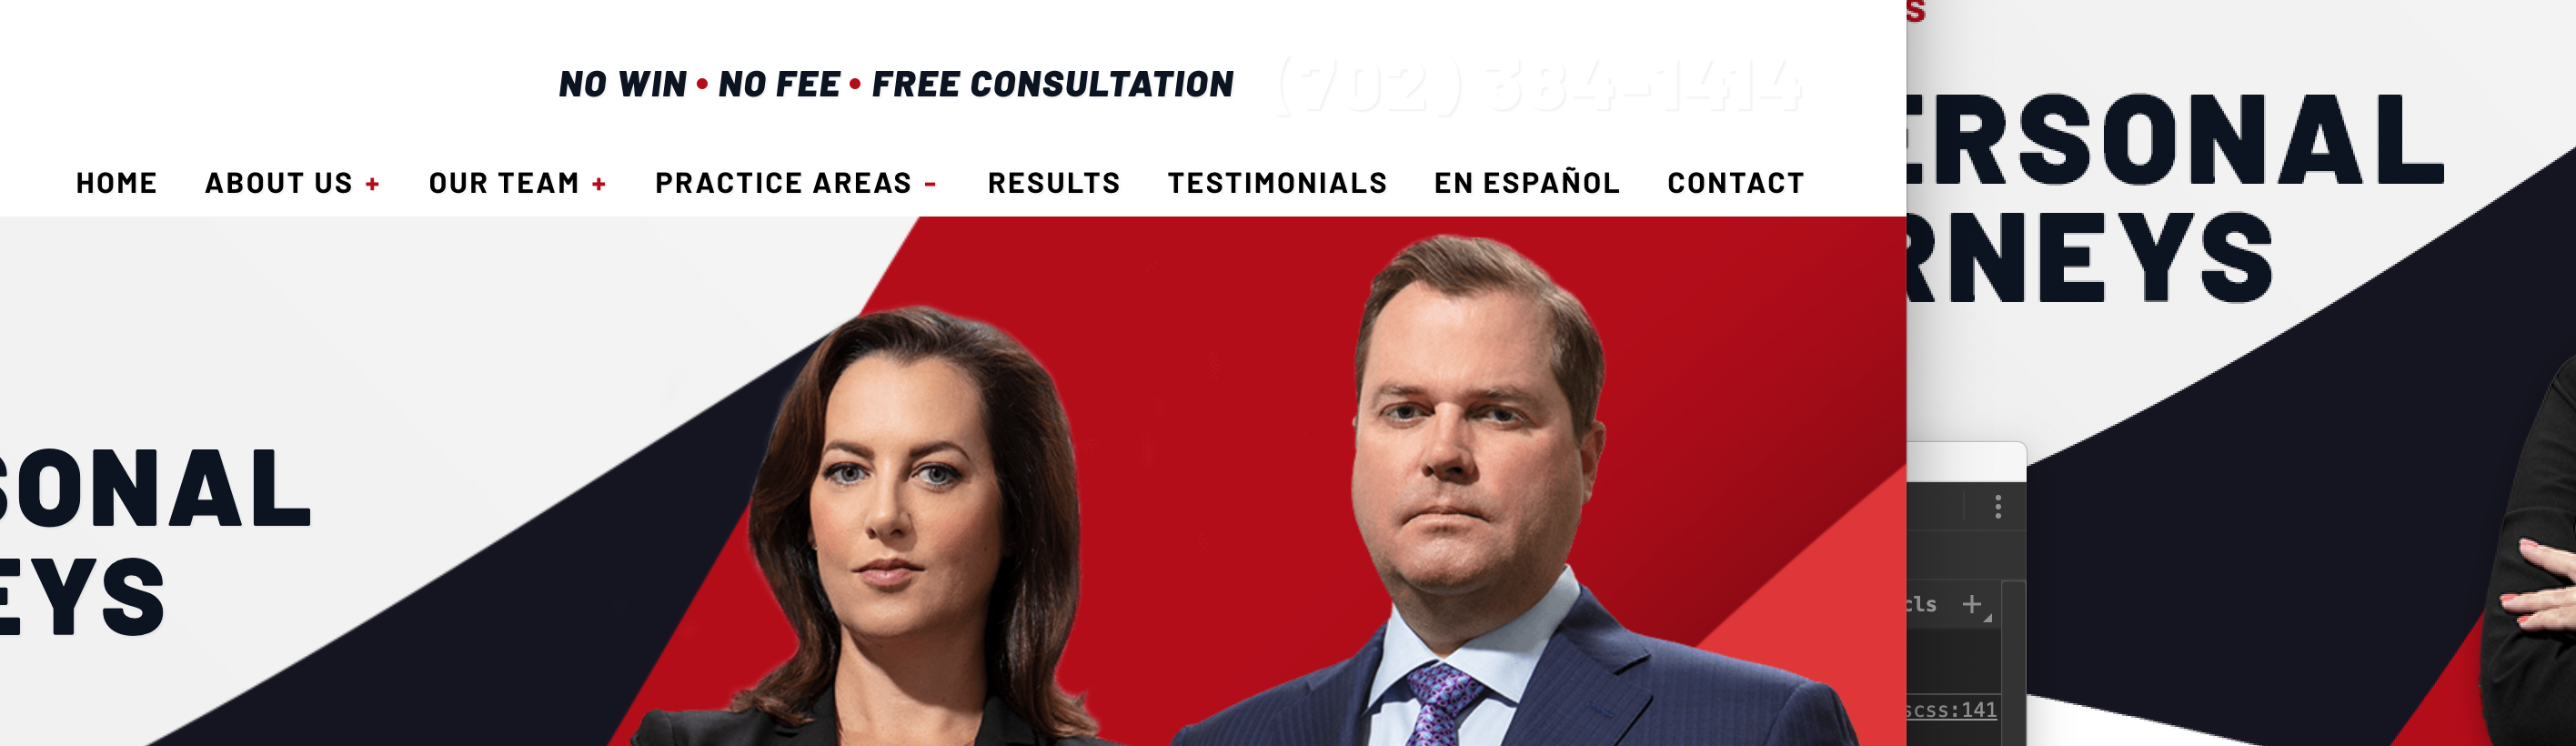 NO WIN • NO FEE • FREE CONSULTATION (702) 384-1414
HOME ABOUT US + OUR TEAM + PRACTICE AREAS - RESULTS TESTIMONIALS EN ESPAÑOL CONTACT
SONAL
EYS
S
ERSONAL
RNEYS
cls +
scss:141